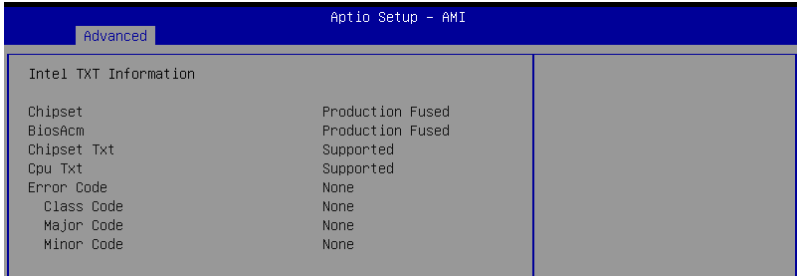 Aptio Setup – AMI
Advanced
Intel TXT Information
Chipset Production Fused
BiosAcm Production Fused
Chipset Txt Supported
Cpu Txt Supported
Error Code None
Class Code None
Major Code None
Minor Code None